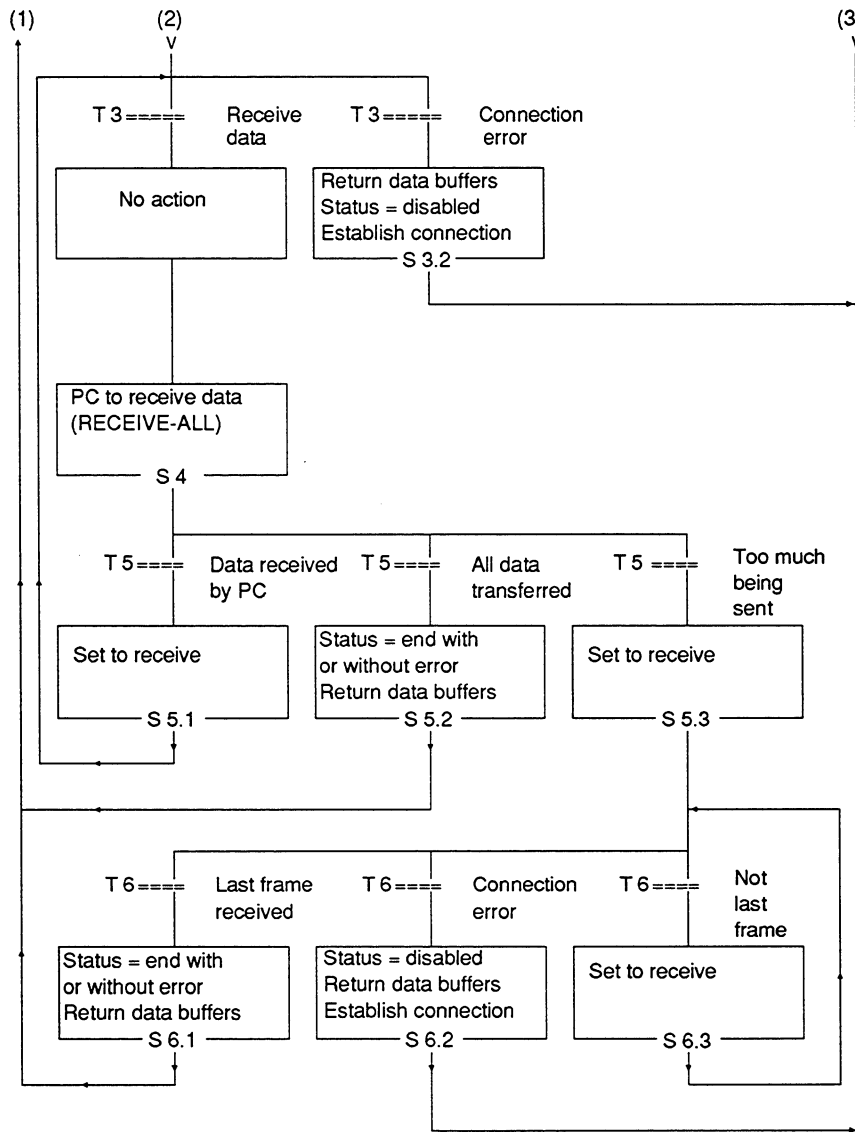 (1)
(2)
(3
V
T 3 =====
Receive
data
T 3 =====
Connection
error
No action
Return data buffers
Status = disabled
Establish connection
S 3.2
PC to receive data
(RECEIVE-ALL)
S 4
T 5 ====
Data received
by PC
T 5 ====
All data
transferred
T 5 ====
Too much
being
sent
Set to receive
S 5.1
Status = end with
or without error
Return data buffers
S 5.2
Set to receive
S 5.3
T 6 ====
Last frame
received
T 6 ====
Connection
error
T 6 ====
Not
last
frame
Status = end with
or without error
Return data buffers
S 6.1
Status = disabled
Return data buffers
Establish connection
S 6.2
Set to receive
S 6.3